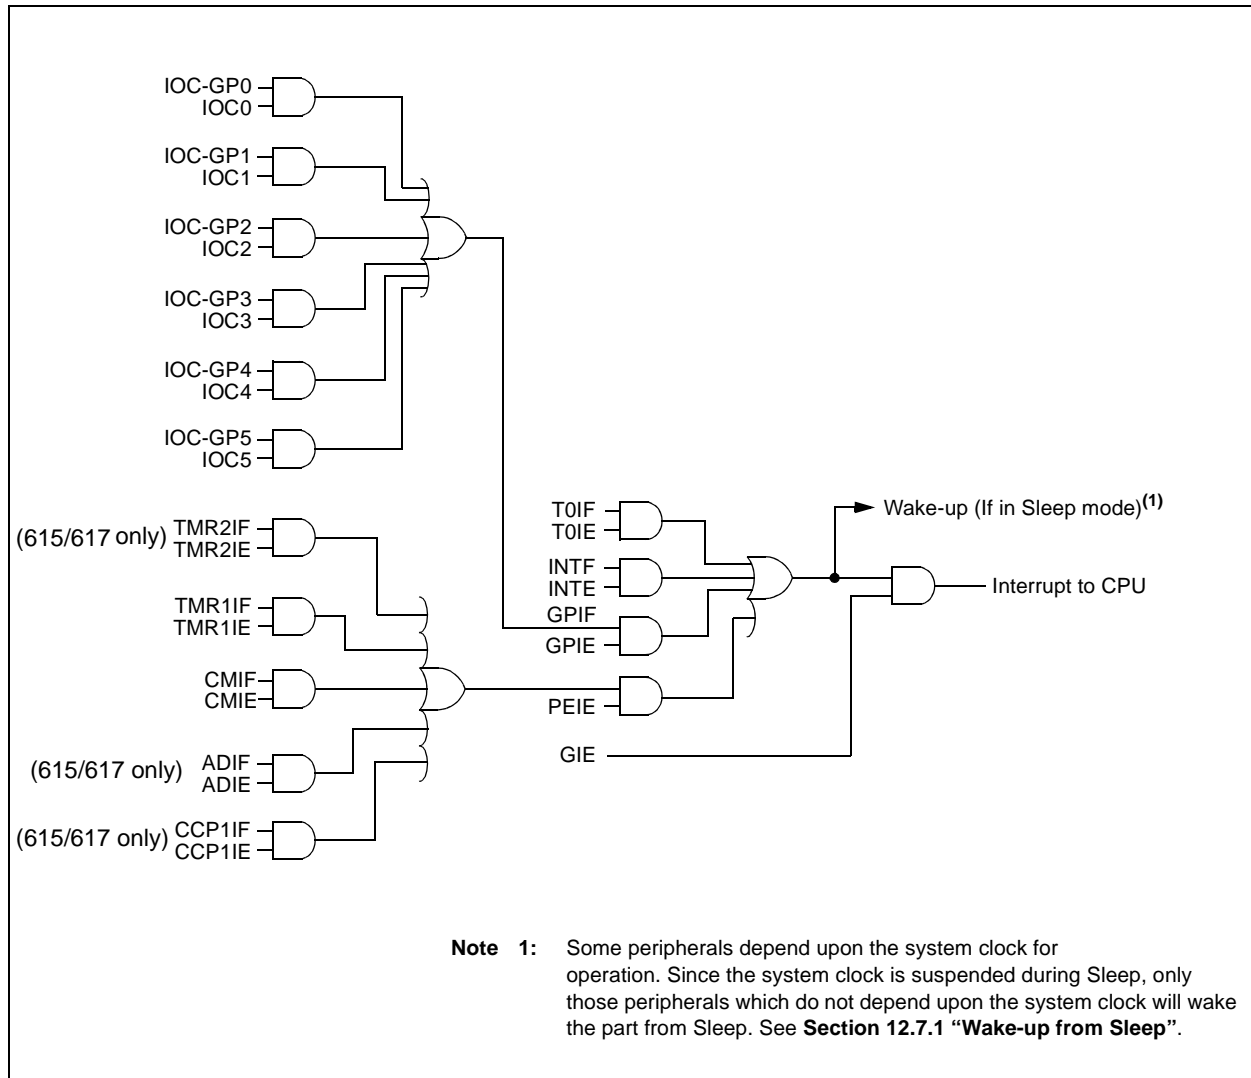 IOC-GP0
IOC0
IOC-GP1
IOC1
IOC-GP2
IOC2
IOC-GP3
IOC3
IOC-GP4
IOC4
IOC-GP5
IOC5
(615/617 only) TMR2IF
TMR2IE
TMR1IF
TMR1IE
CMIF
CMIE
(615/617 only) ADIF
ADIE
(615/617 only) CCP1IF
CCP1IE
T0IF
T0IE
INTF
INTE
GPIF
GPIE
PEIE
GIE
Wake-up (If in Sleep mode)(1)
Interrupt to CPU
Note 1: Some peripherals depend upon the system clock for
operation. Since the system clock is suspended during Sleep, only
those peripherals which do not depend upon the system clock will wake
the part from Sleep. See Section 12.7.1 “Wake-up from Sleep”.